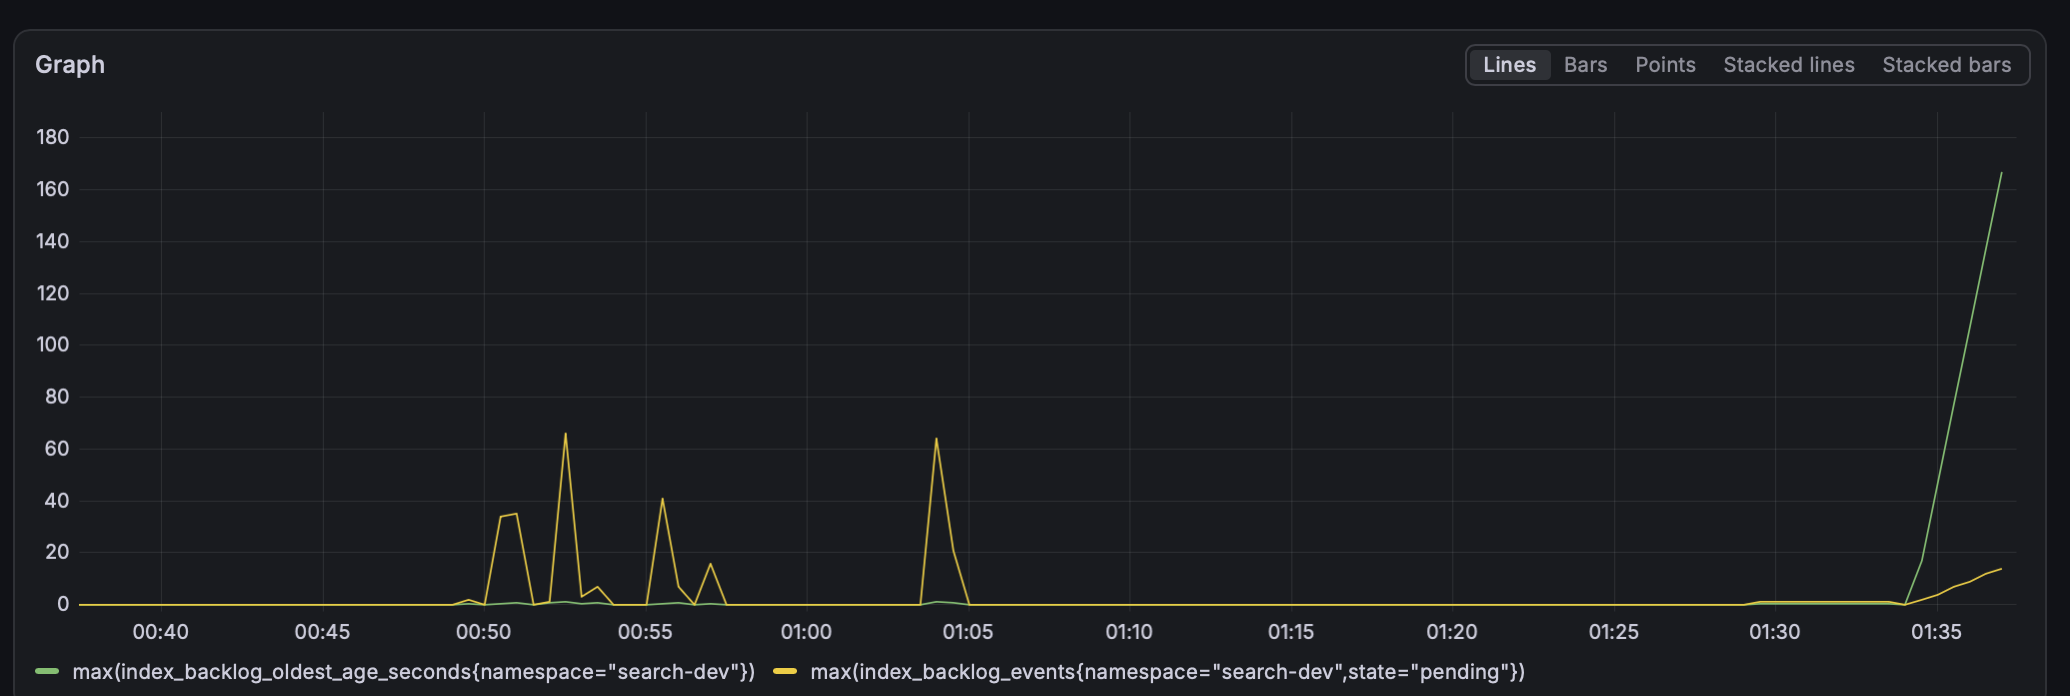 Graph
Lines Bars Points Stacked lines Stacked bars
180
160
140
120
100
80
60
40
20
0
00:40 00:45 00:50 00:55 01:00 01:05 01:10 01:15 01:20 01:25 01:30 01:35
max(index_backlog_oldest_age_seconds{namespace="search-dev"}) max(index_backlog_events{namespace="search-dev",state="pending"})